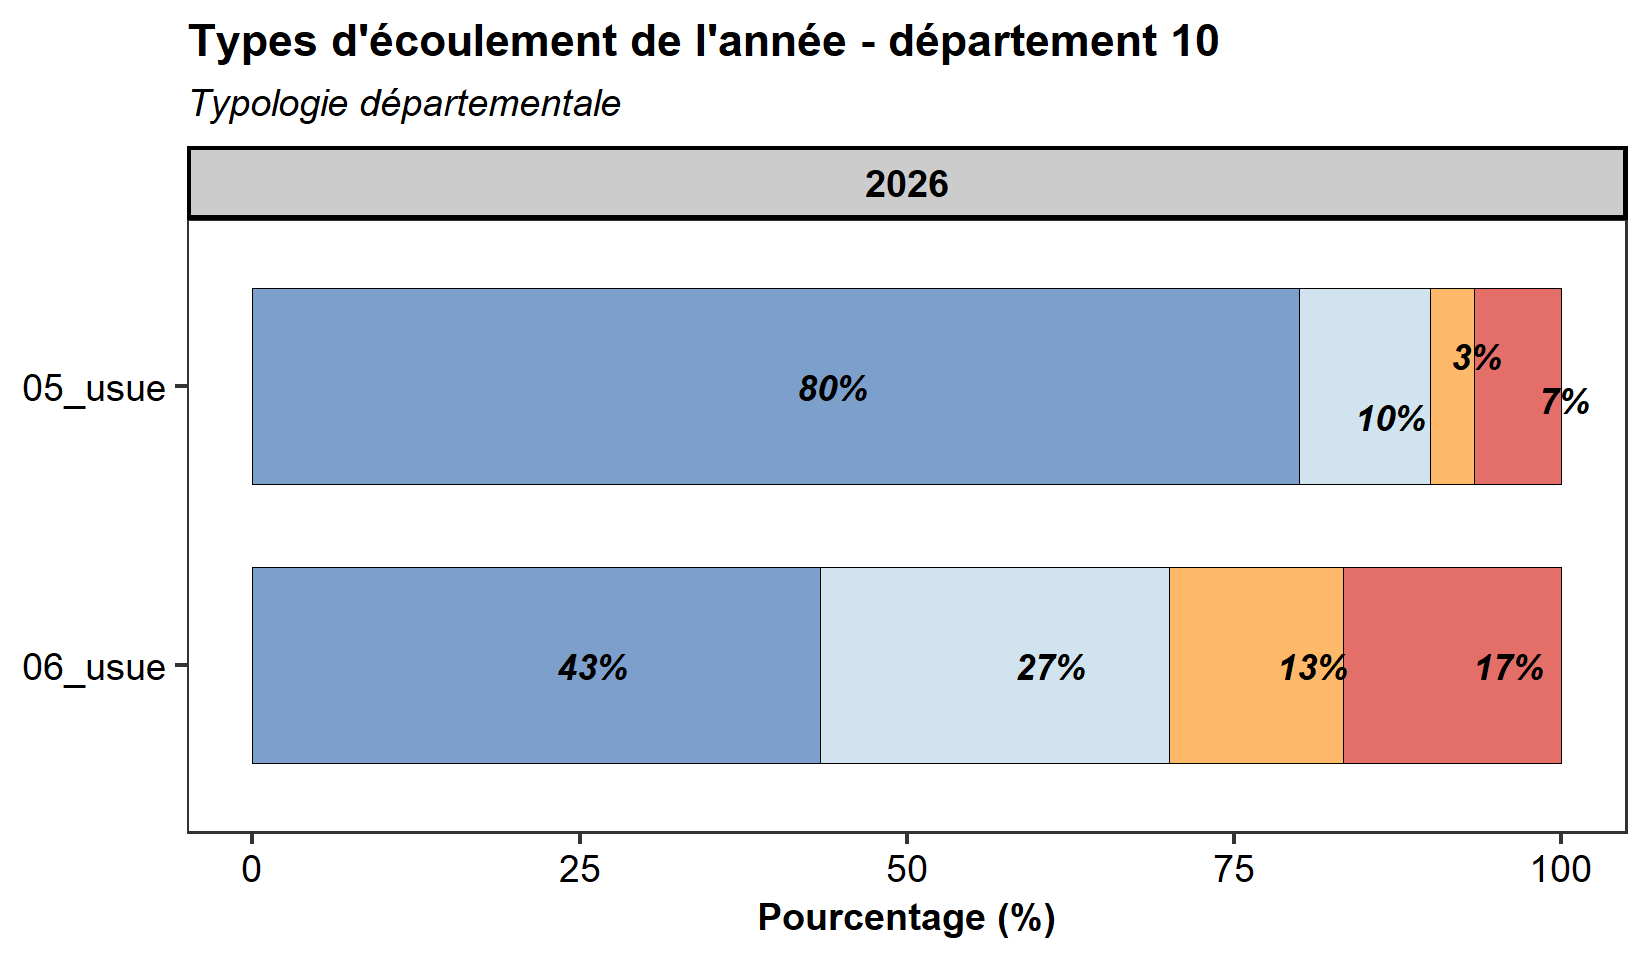 Types d'écoulement de l'année - département 10
Typologie départementale
2026
05_usue
80%
10%
3%
7%
06_usue
43%
27%
13%
17%
0 25 50 75 100
Pourcentage (%)